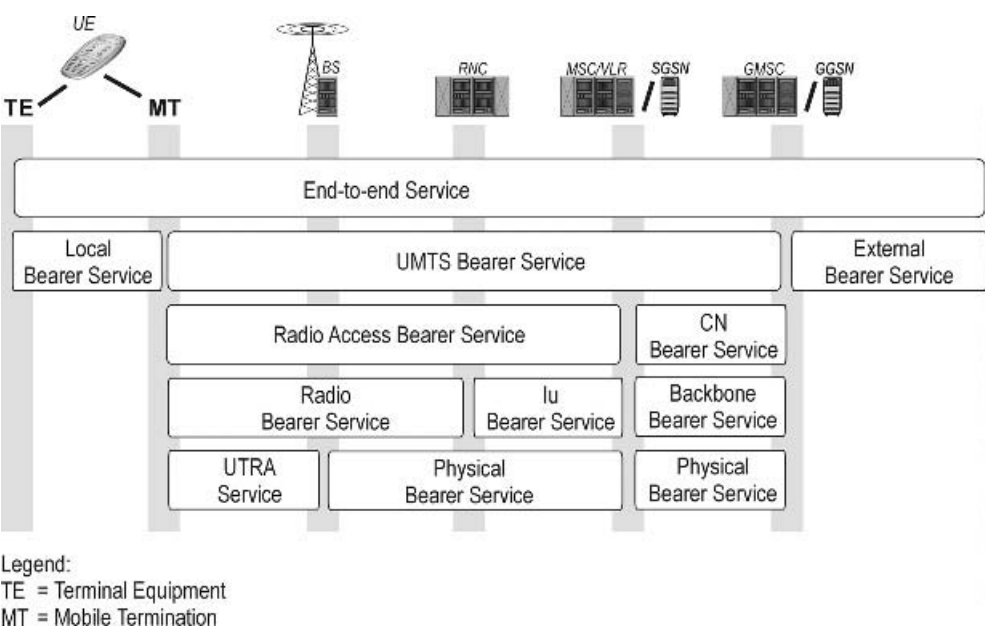 UE
BS
RNC
MSC/VLR
SGSN
GMSC
GGSN
TE
MT
End-to-end Service
Local
Bearer Service
UMTS Bearer Service
External
Bearer Service
Radio Access Bearer Service
CN
Bearer Service
Radio
Bearer Service
Iu
Bearer Service
Backbone
Bearer Service
UTRA
Service
Physical
Bearer Service
Physical
Bearer Service
Legend:
TE = Terminal Equipment
MT = Mobile Termination